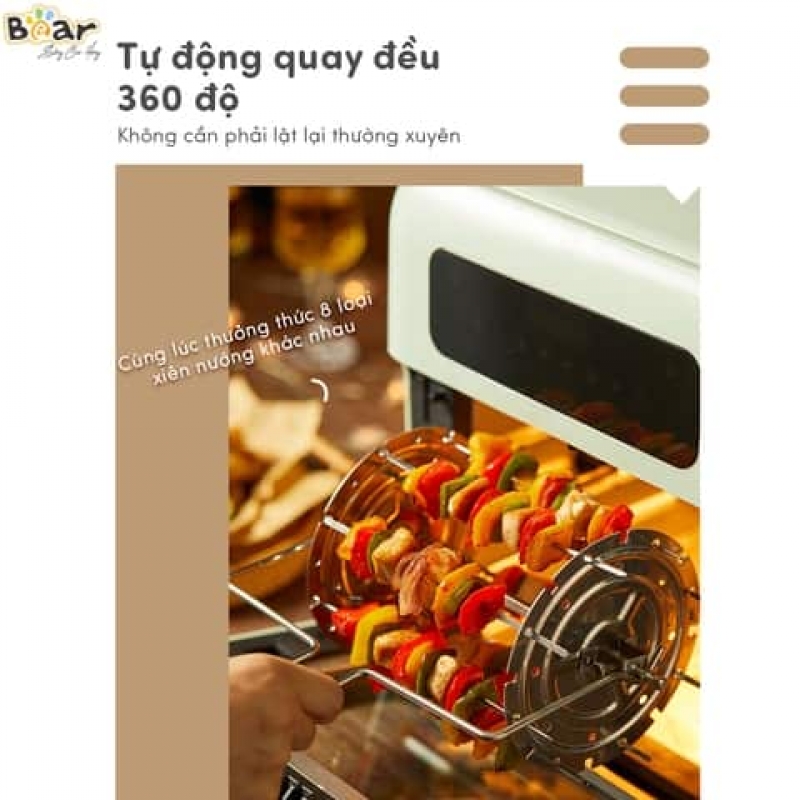 Bear
Tự động quay đều
360 độ
Không cần phải lật lại thường xuyên
Cùng lúc thưởng thức 8 loại
xiên nướng khác nhau